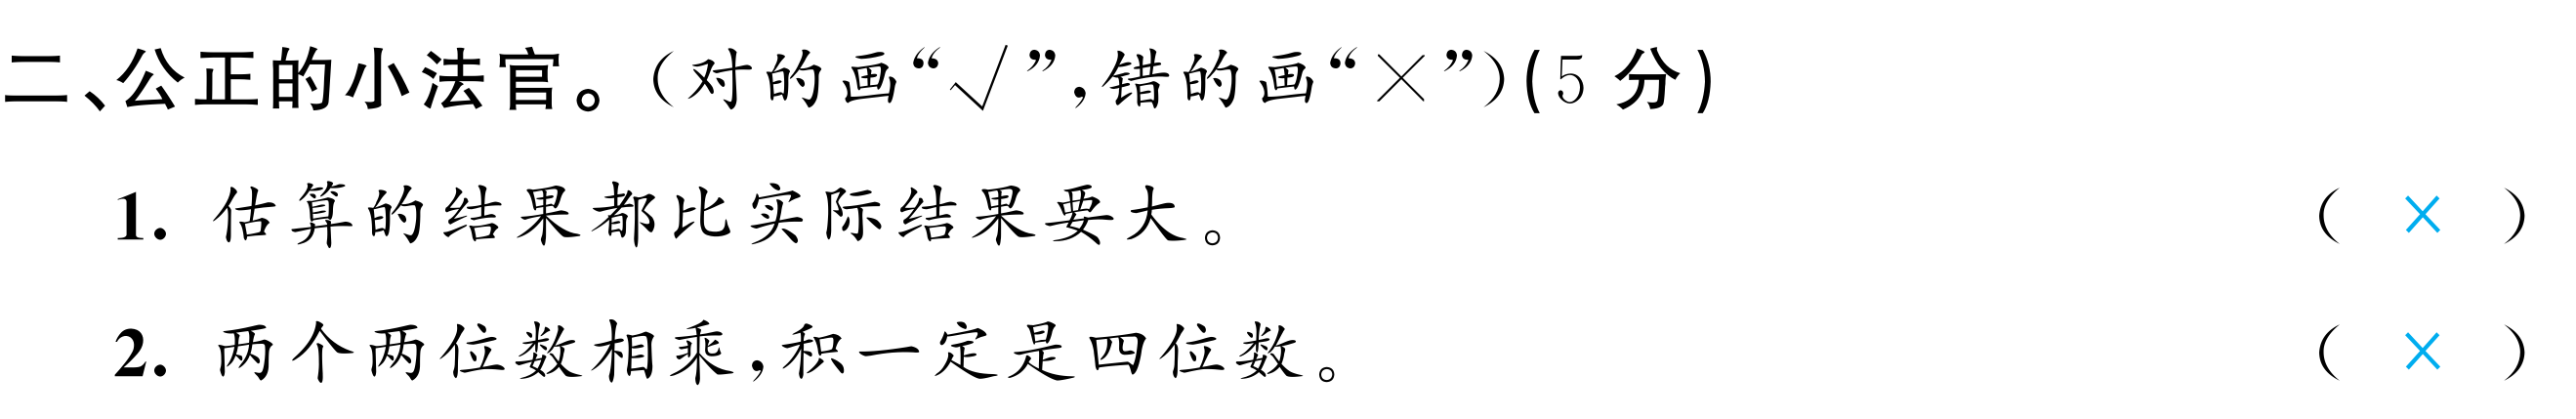 二、公正的小法官。(对的画“√”,错的画“×”)(5 分)
1. 估算的结果都比实际结果要大。 ( × )
2. 两个两位数相乘,积一定是四位数。 ( × )